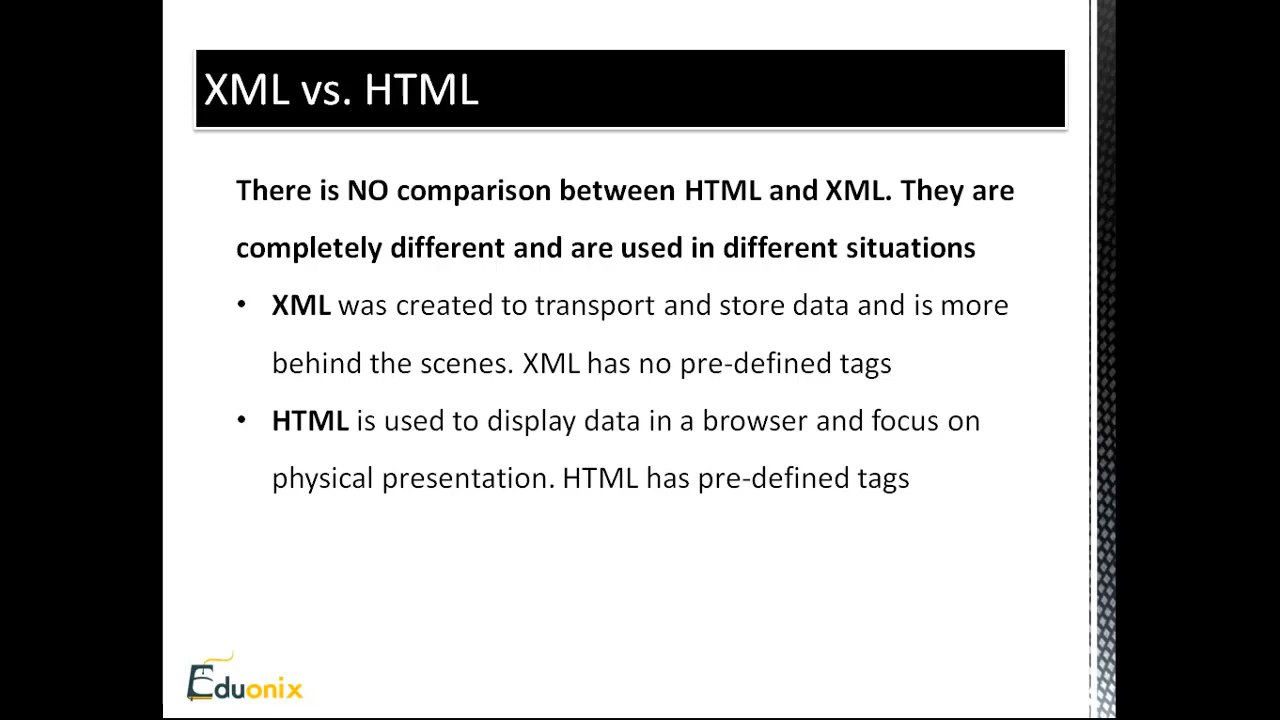 XML vs. HTML
There is NO comparison between HTML and XML. They are
completely different and are used in different situations
• XML was created to transport and store data and is more
behind the scenes. XML has no pre-defined tags
• HTML is used to display data in a browser and focus on
physical presentation. HTML has pre-defined tags
Eduonix